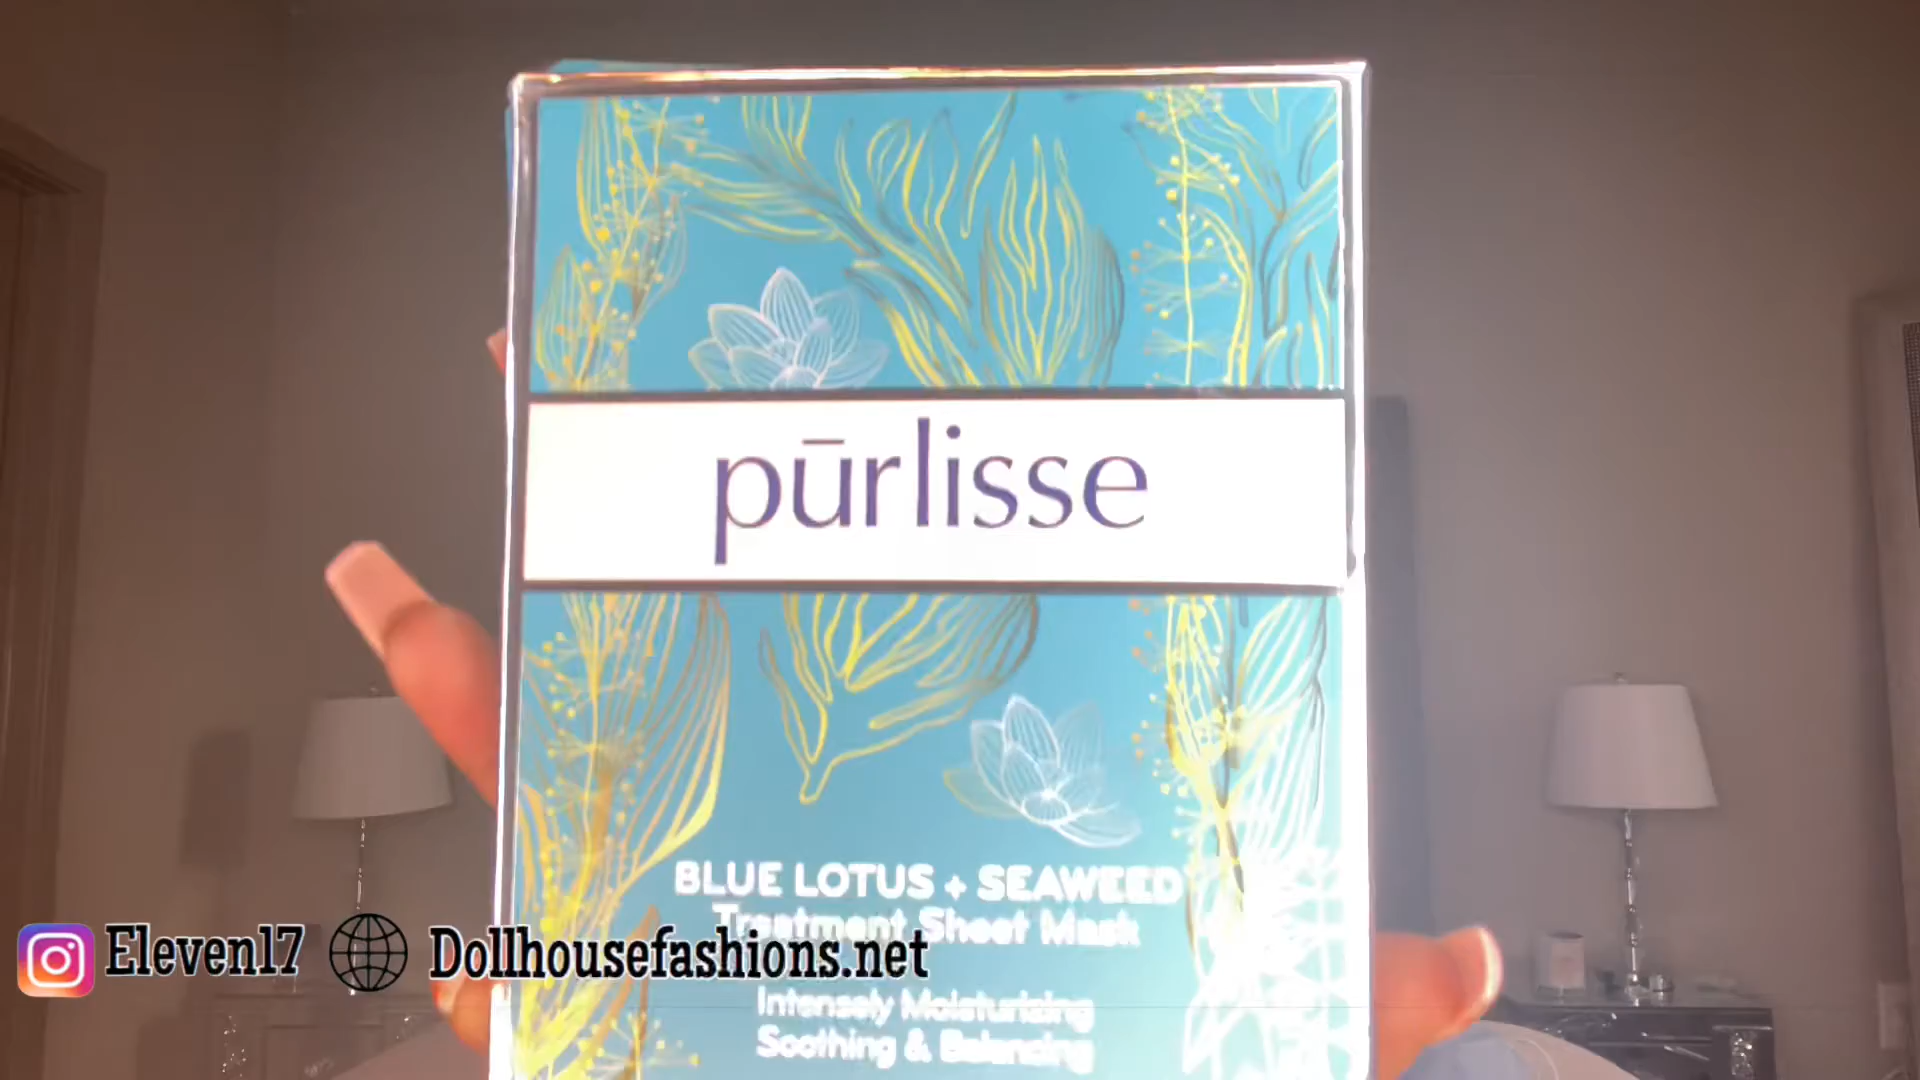 pūrlisse
BLUE LOTUS + SEAWEED
Treatment Sheet Mask
Eleven17 Dollhousefashions.net
Intensely Moisturizing
Soothing & Balancing